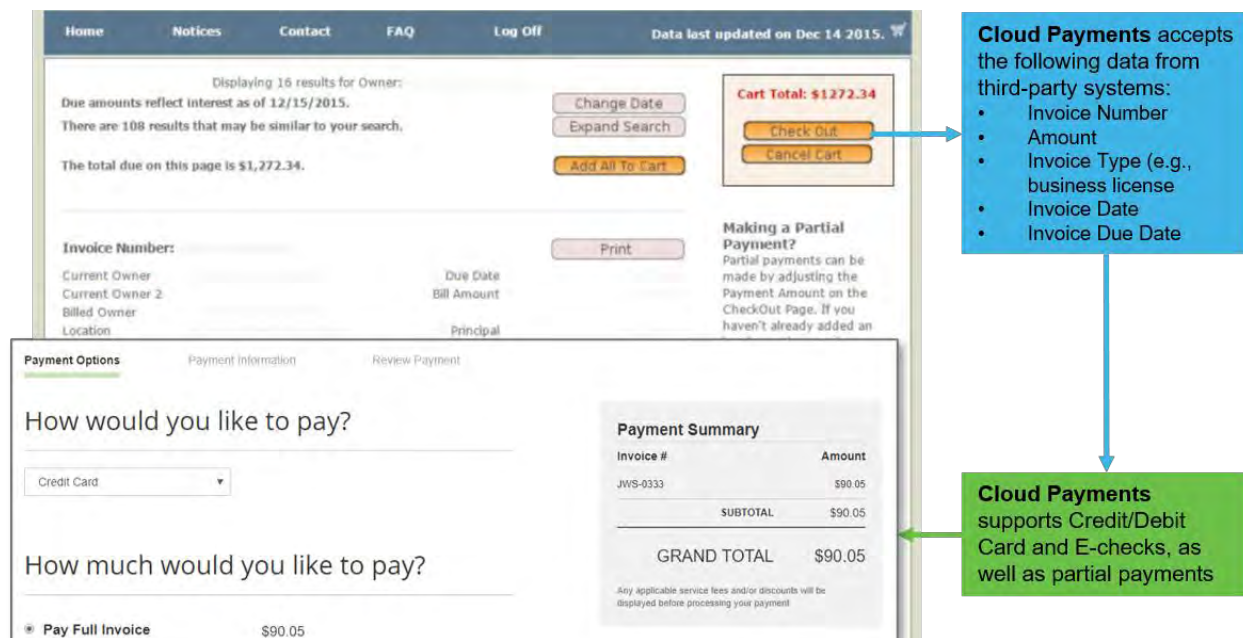 Home Notices Contact FAQ Log Off Data last updated on Dec 14 2015.
Displaying 16 results for Owner:
Due amounts reflect interest as of 12/15/2015.
There are 108 results that may be similar to your search.
The total due on this page is $1,272.34.
Change Date
Expand Search
Add All To Cart
Cart Total: $1272.34
Check Out
Cancel Cart
Invoice Number:
Print
Current Owner Due Date
Current Owner 2 Bill Amount
Billed Owner
Location Principal
Making a Partial
Payment?
Partial payments can be
made by adjusting the
Payment Amount on the
CheckOut Page. If you
haven't already added an
Payment Options Payment Information Review Payment
How would you like to pay?
Credit Card
How much would you like to pay?
Pay Full Invoice $90.05
Payment Summary
Invoice # Amount
JWS-0333 $90.05
SUBTOTAL $90.05
GRAND TOTAL $90.05
Any applicable service fees and/or discounts will be
displayed before processing your payment
Cloud Payments accepts
the following data from
third-party systems:
• Invoice Number
• Amount
• Invoice Type (e.g.,
business license
• Invoice Date
• Invoice Due Date
Cloud Payments
supports Credit/Debit
Card and E-checks, as
well as partial payments